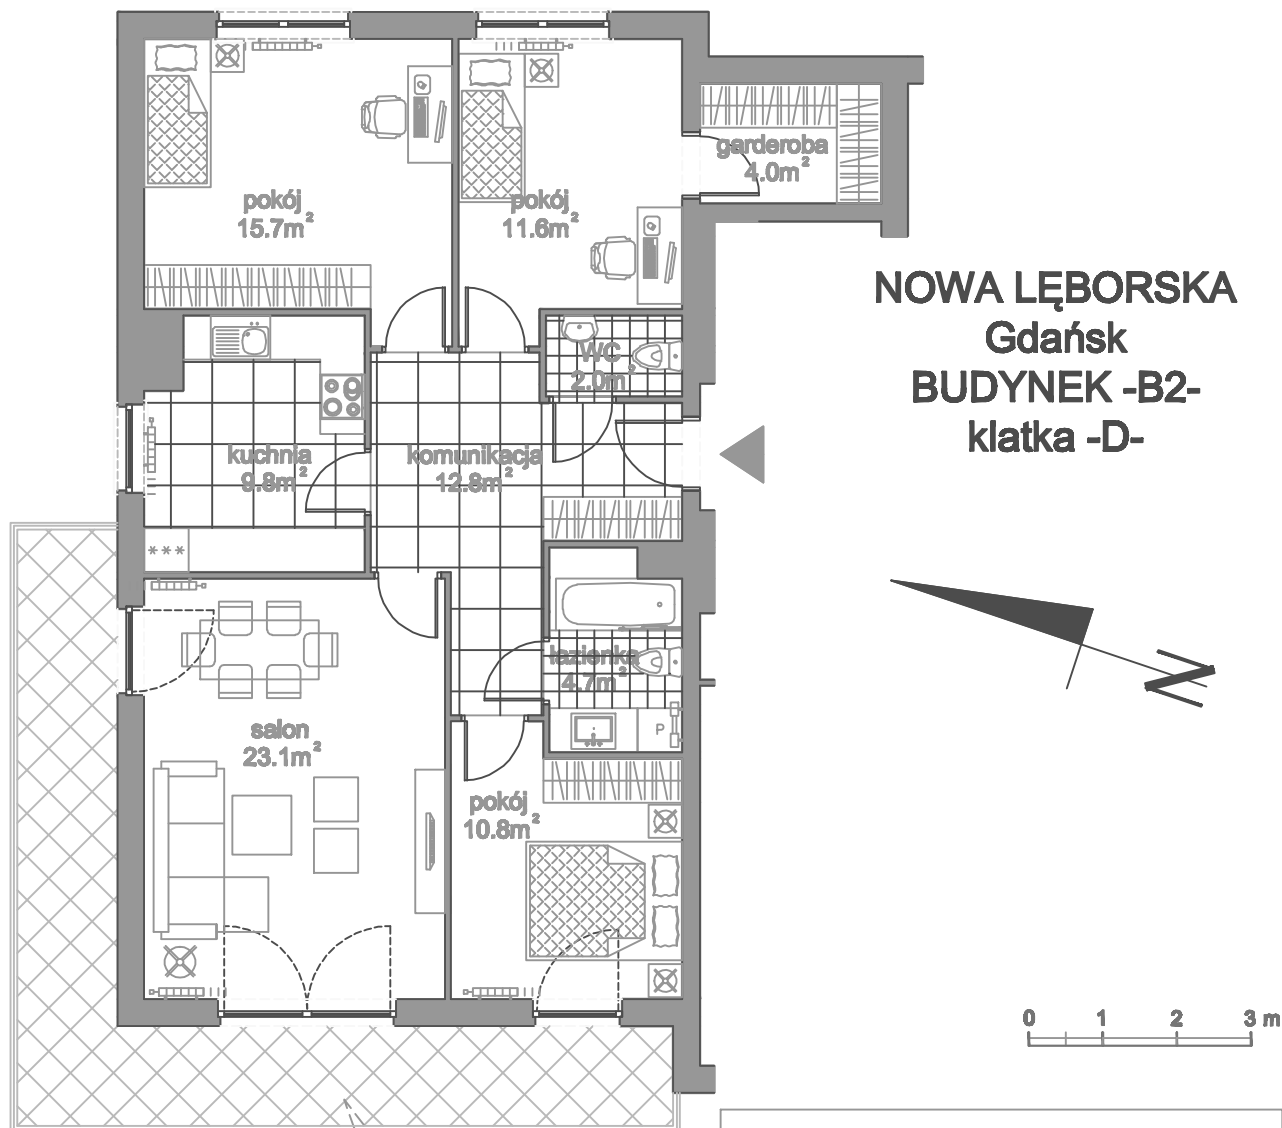 garderoba
4.0m²
pokój
15.7m²
pokój
11.6m²
NOWA LĘBORSKA
Gdańsk
BUDYNEK -B2-
klatka -D-
WC
2.0m²
kuchnia
9.8m²
komunikacja
12.8m²
***
łazienka
4.7m²
N
salon
23.1m²
P
pokój
10.8m²
0 1 2 3 m